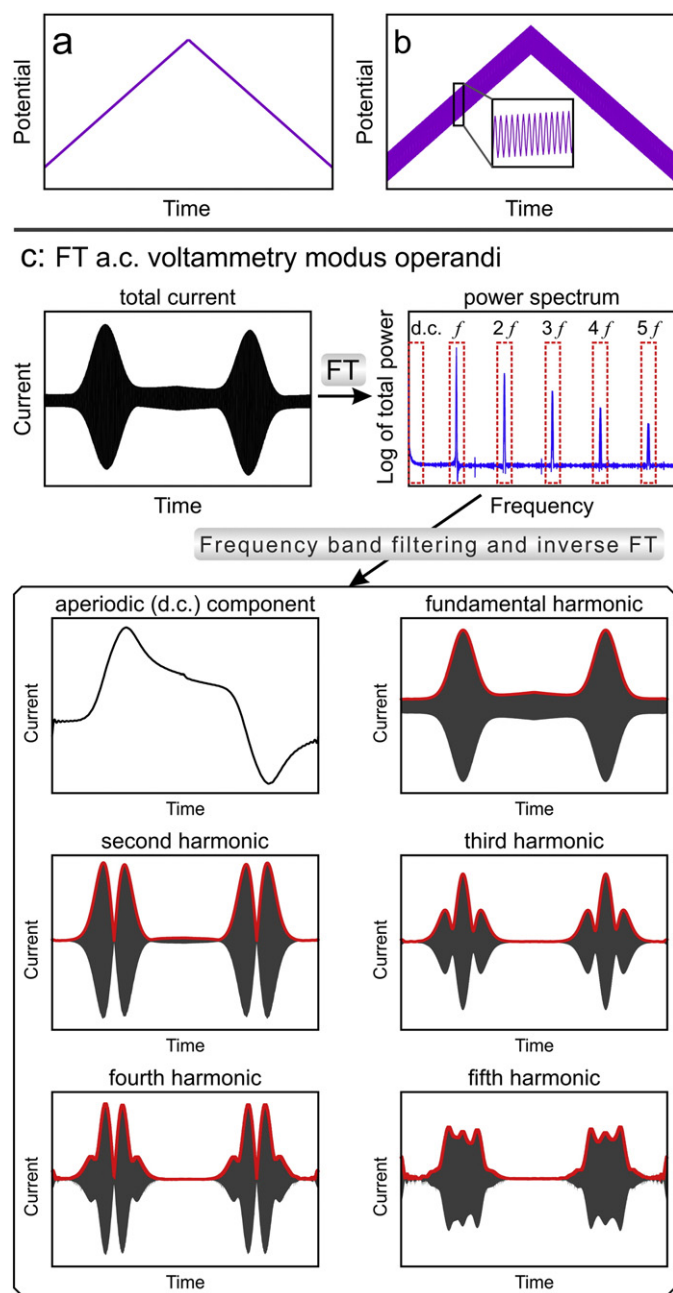 a
b
Potential
Time
Potential
Time
c: FT a.c. voltammetry modus operandi
total current
Current
Time
FT
power spectrum
d.c. f 2 f 3 f 4 f 5 f
Log of total power
Frequency
Frequency band filtering and inverse FT
aperiodic (d.c.) component
Current
Time
fundamental harmonic
Current
Time
second harmonic
Current
Time
third harmonic
Current
Time
fourth harmonic
Current
Time
fifth harmonic
Current
Time